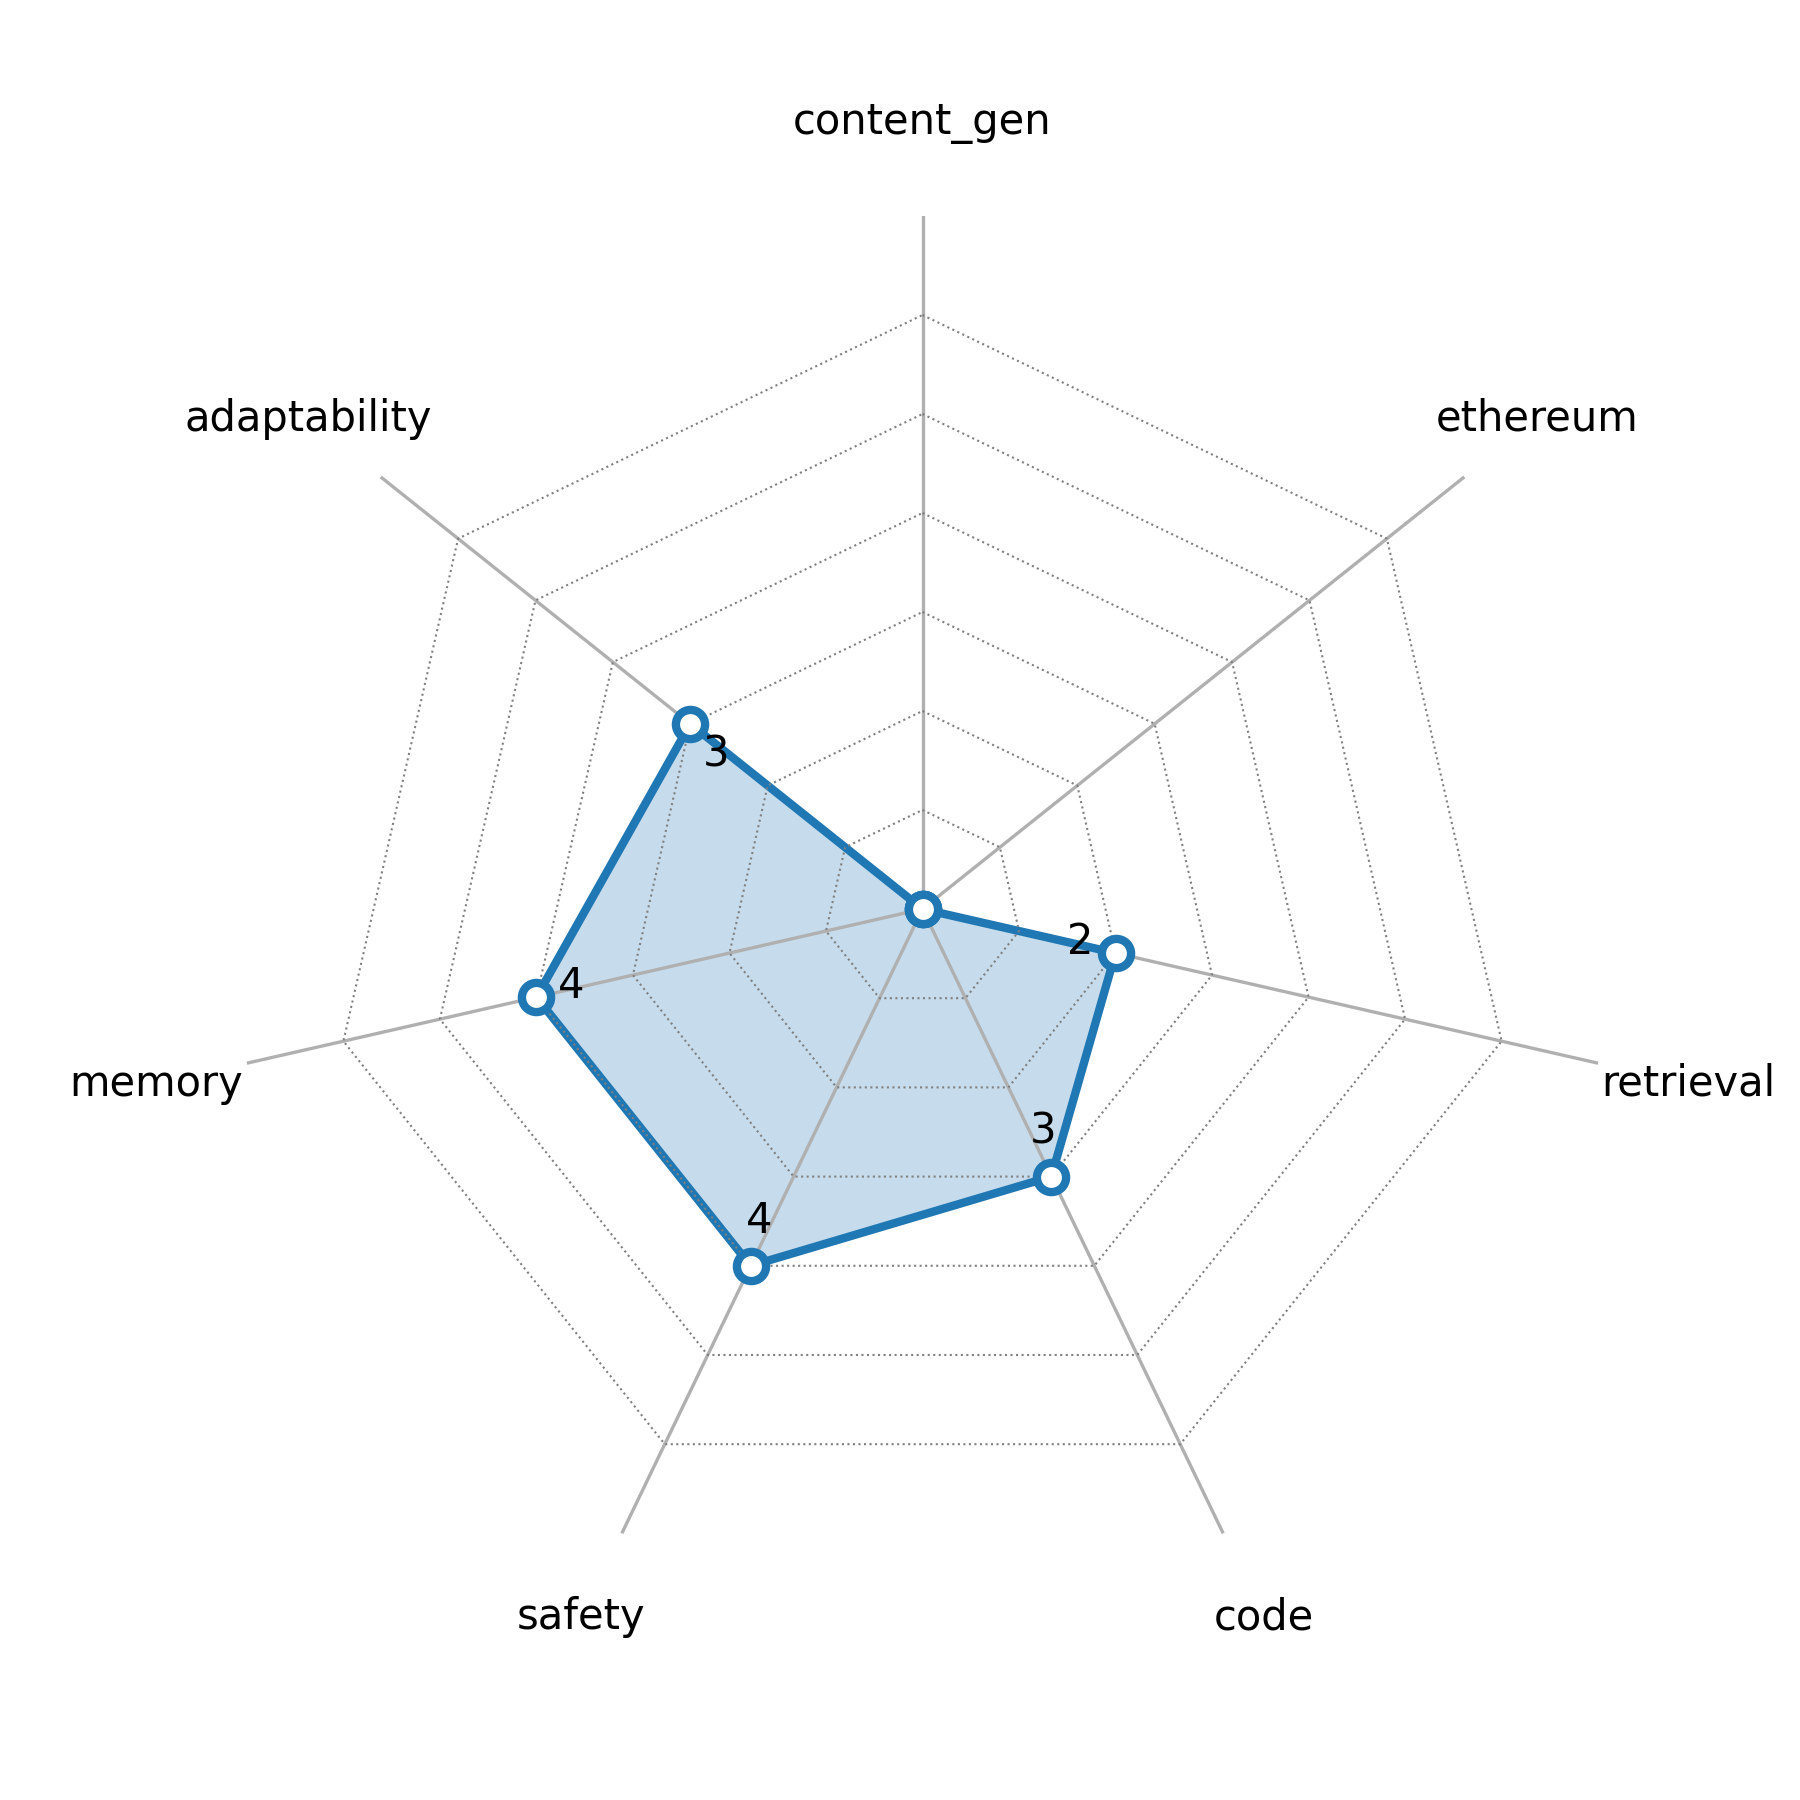 content_gen
adaptability
ethereum
3
2
4
memory
retrieval
3
4
safety
code